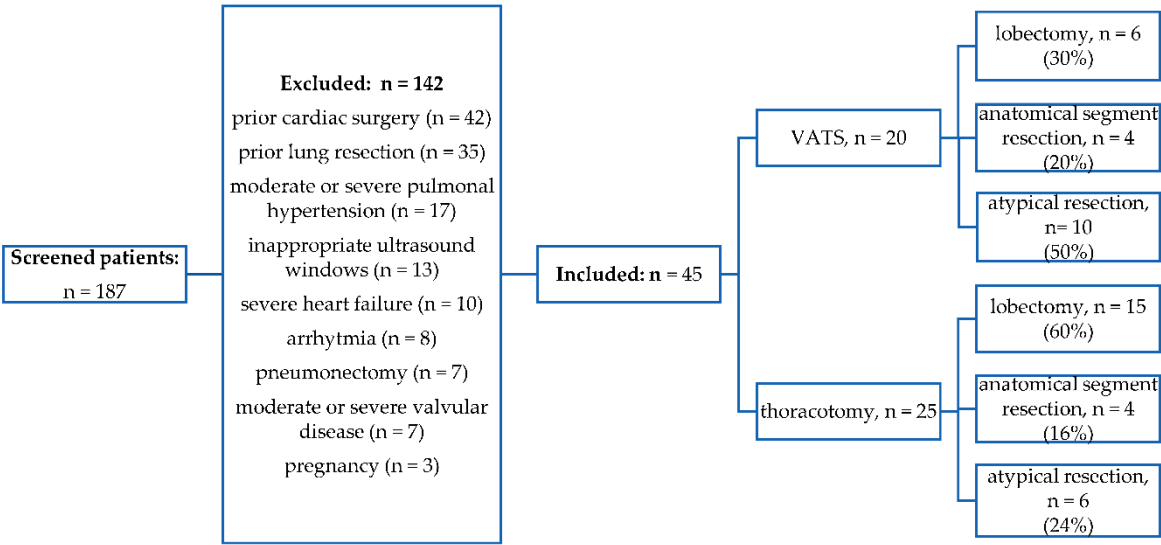 Screened patients:
n = 187
Excluded:  n = 142
prior cardiac surgery (n = 42)
prior lung resection (n = 35)
moderate or severe pulmonal
hypertension (n = 17)
inappropriate ultrasound
windows (n = 13)
severe heart failure (n = 10)
arrhytmia (n = 8)
pneumonectomy (n = 7)
moderate or severe valvular
disease (n = 7)
pregnancy (n = 3)
Included: n = 45
VATS, n = 20
lobectomy, n = 6
(30%)
anatomical segment
resection, n = 4
(20%)
atypical resection,
n= 10
(50%)
thoracotomy, n = 25
lobectomy, n = 15
(60%)
anatomical segment
resection, n = 4
(16%)
atypical resection,
n = 6
(24%)